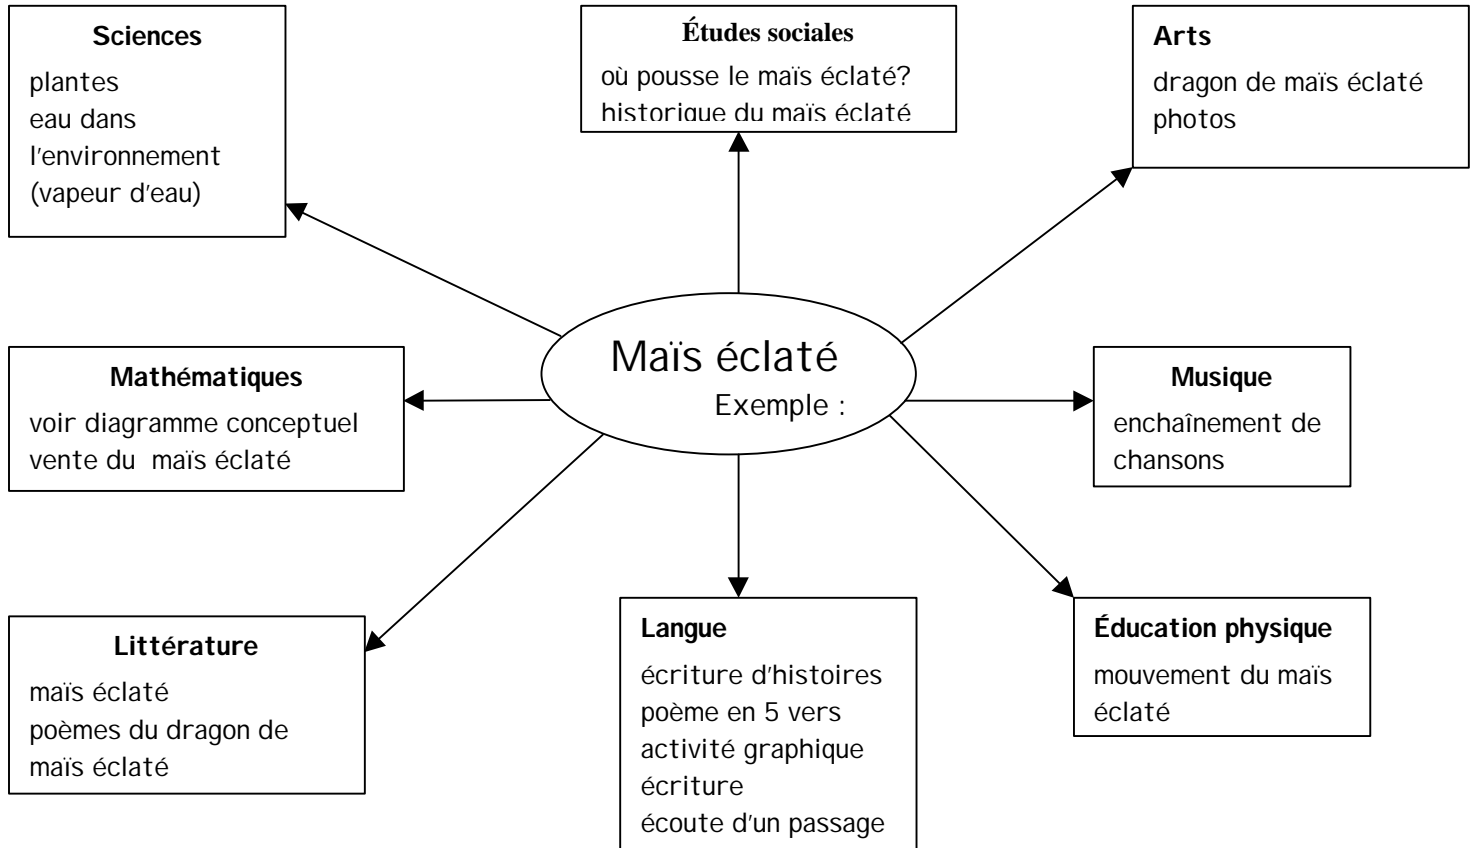 Sciences
plantes
eau dans
l'environnement
(vapeur d'eau)
Études sociales
où pousse le maïs éclaté?
historique du maïs éclaté
Arts
dragon de maïs éclaté
photos
Maïs éclaté
Exemple :
Mathématiques
voir diagramme conceptuel
vente du  maïs éclaté
Musique
enchaînement de
chansons
Littérature
maïs éclaté
poèmes du dragon de
maïs éclaté
Langue
écriture d'histoires
poème en 5 vers
activité graphique
écriture
écoute d'un passage
Éducation physique
mouvement du maïs
éclaté